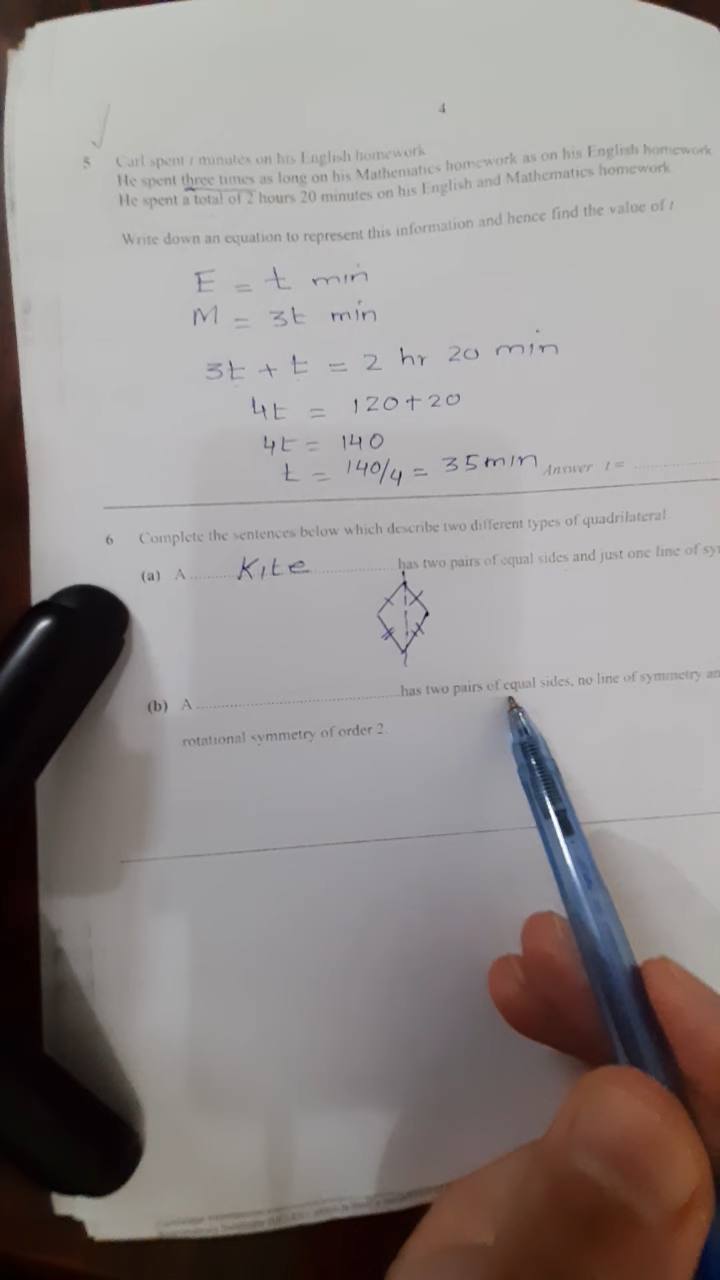 4
5 Carl spent t minutes on his English homework
He spent three times as long on his Mathematics homework as on his English homework
He spent a total of 2 hours 20 minutes on his English and Mathematics homework
Write down an equation to represent this information and hence find the value of t
E = t min
M = 3t min
3t + t = 2 hr 20 min
4t = 120+20
4t = 140
t = 140/4 = 35min Answer t = ....................
6 Complete the sentences below which describe two different types of quadrilateral.
(a) A ........ Kite ........ has two pairs of equal sides and just one line of
(b) A ........................................ has two pairs of equal sides, no line of symmetry
rotational symmetry of order 2.